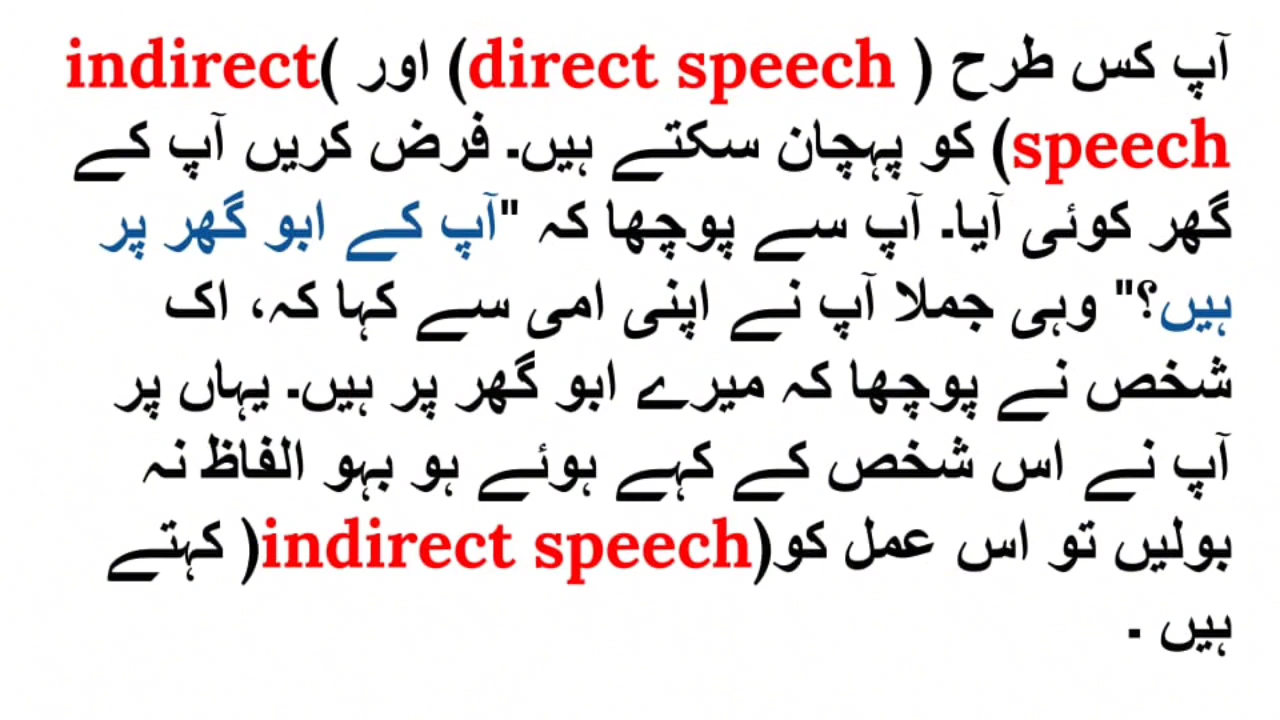 آپ کس طرح ( direct speech) اور )indirect
speech) کو پہچان سکتے ہیں۔ فرض کریں آپ کے
گھر کوئی آیا۔ آپ سے پوچھا کہ "آپ کے ابو گھر پر
ہیں؟" وہی جملا آپ نے اپنی امی سے کہا کہ، اک
شخص نے پوچھا کہ میرے ابو گھر پر ہیں۔ یہاں پر
آپ نے اس شخص کے کہے ہوئے ہو بہو الفاظ نہ
بولیں تو اس عمل کو(indirect speech( کہتے
ہیں ۔